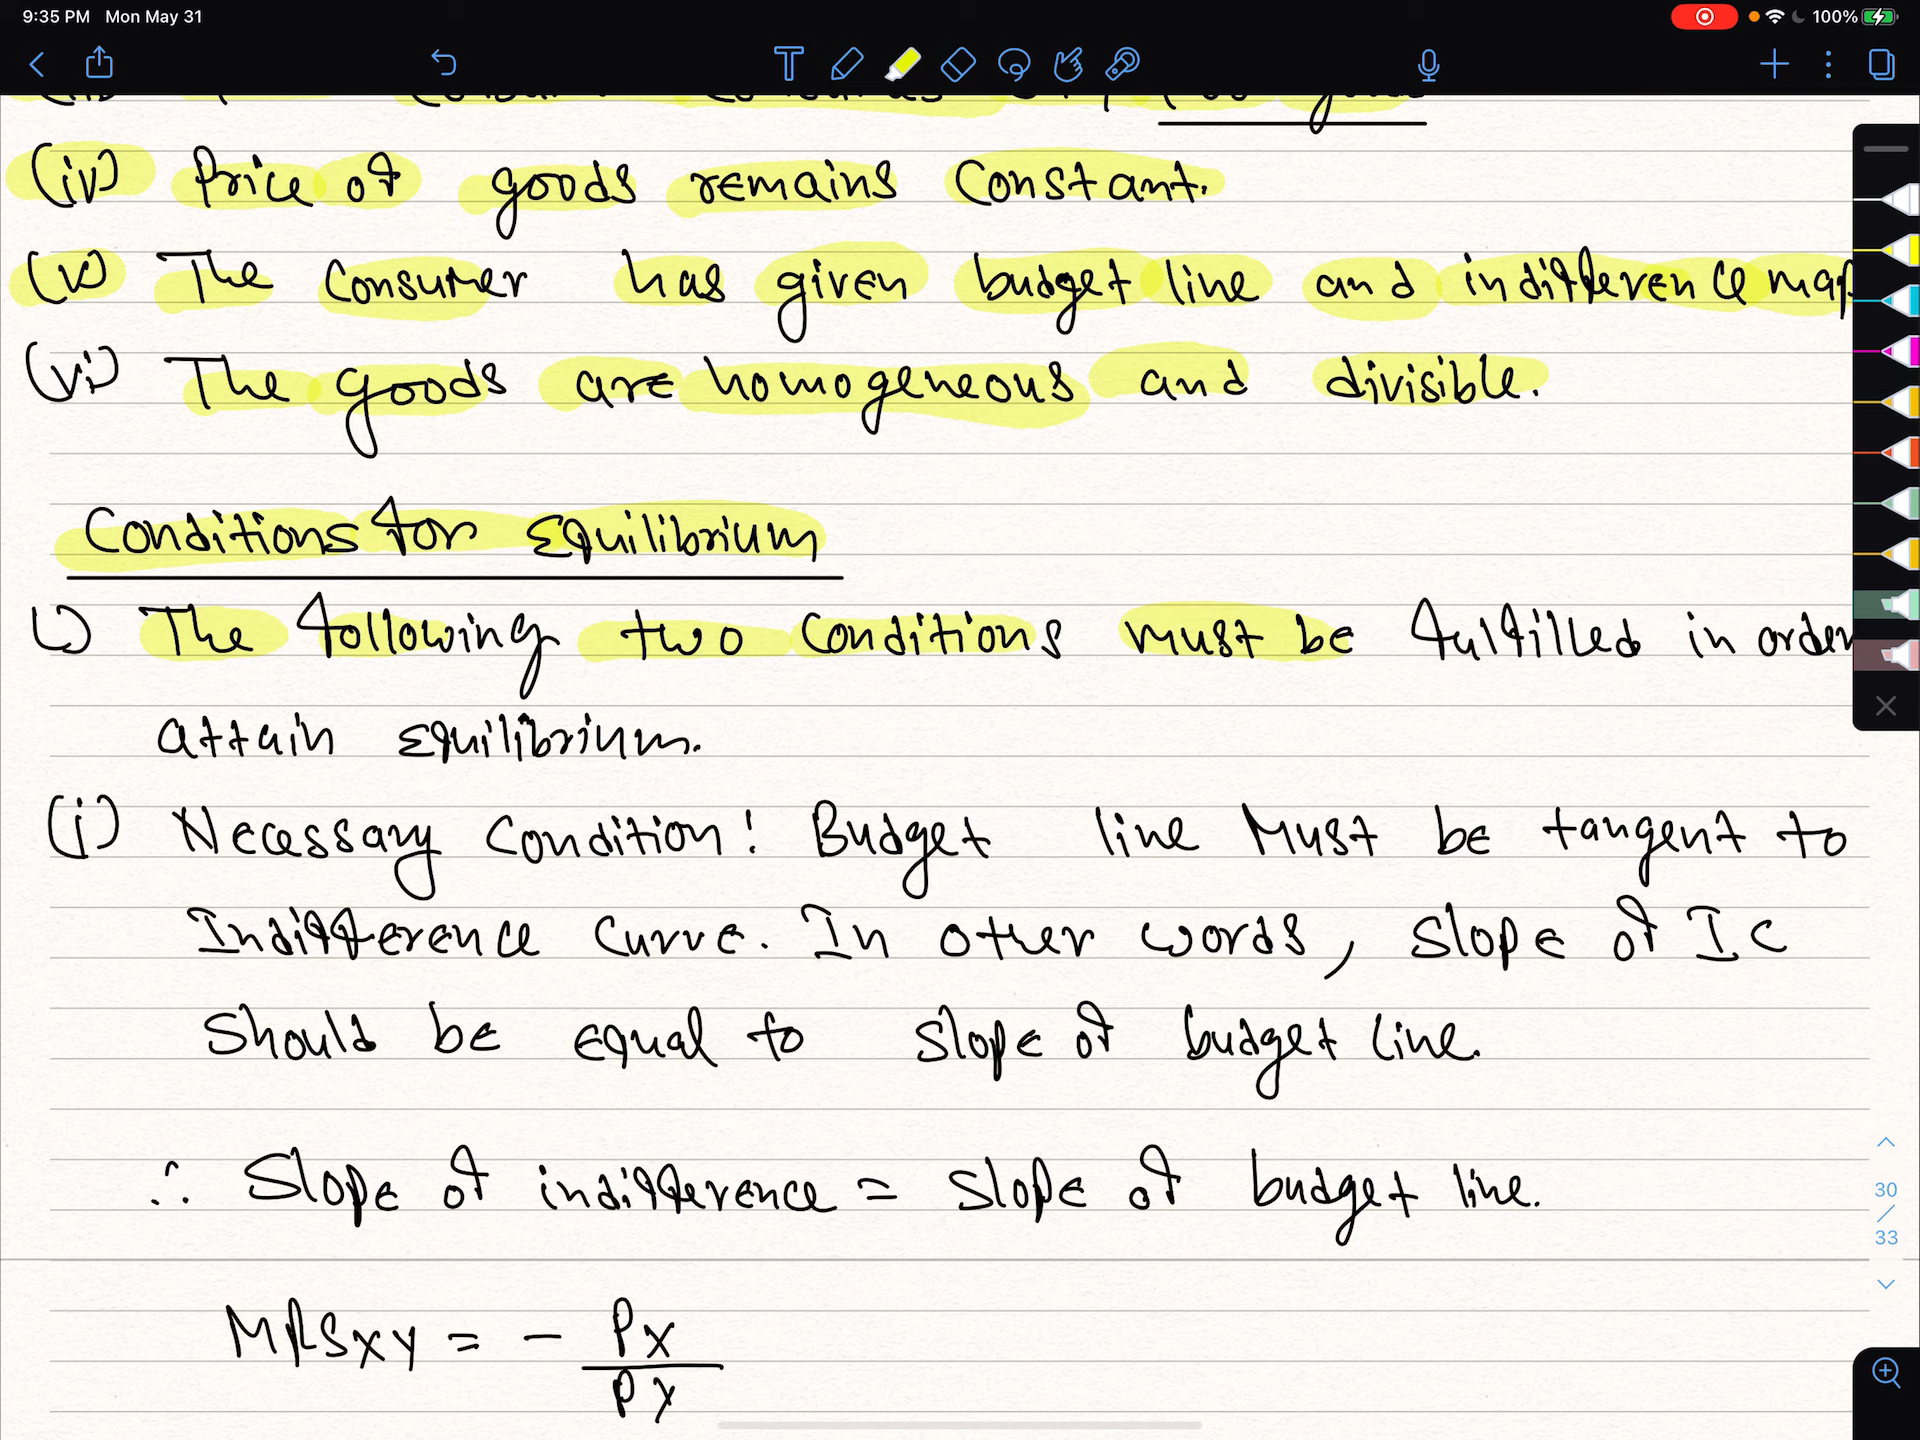 9:35 PM Mon May 31
100%
(iv) Price of goods remains Constant.
(v) The Consumer has given budget line and indifference map
(vi) The goods are homogeneous and divisible.
Conditions for Equilibrium
The following two Conditions must be fulfilled in order
attain Equilibrium.
(i) Necessary Condition! Budget line Must be tangent to
Indifference Curve. In other words, Slope of IC
Should be equal to Slope of budget line.
∴ Slope of indifference = Slope of budget line.
MRSXY = - PX
PY
30
/
33